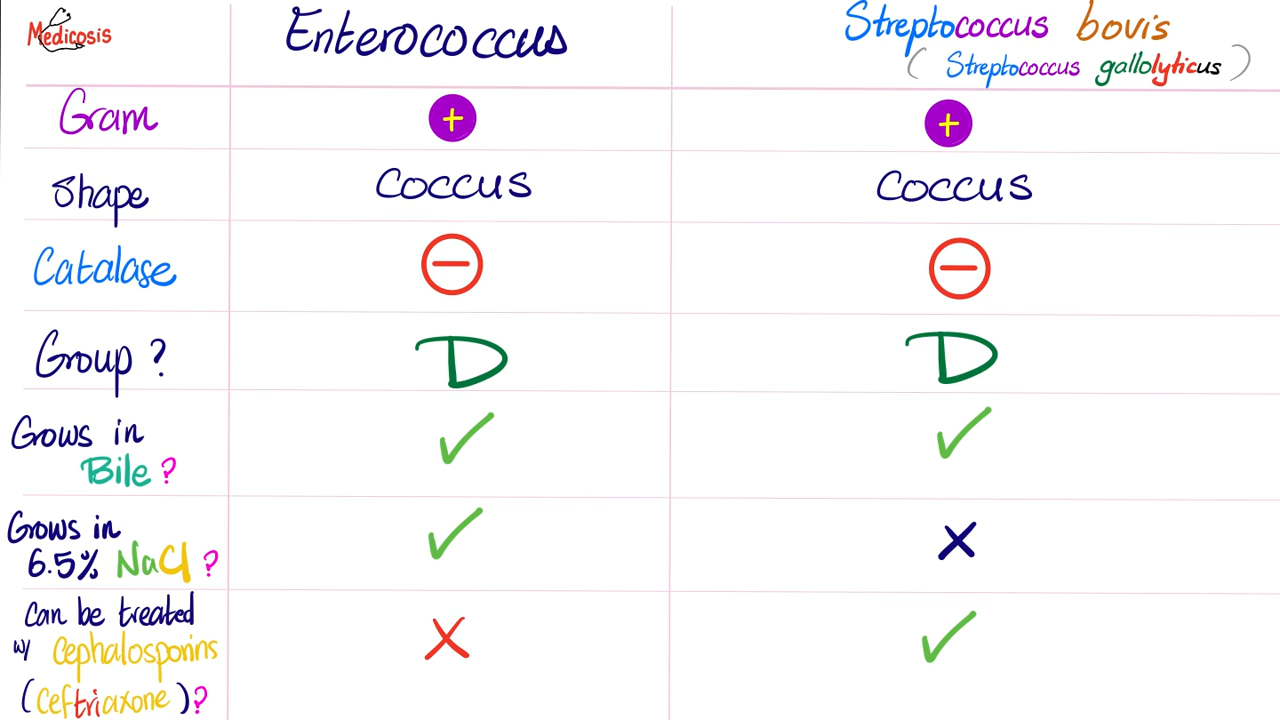 Medicosis
Enterococcus
Streptococcus bovis
(Streptococcus gallolyticus)
Gram + +
Shape Coccus Coccus
Catalase − −
Group? D D
Grows in
Bile? ✓ ✓
Grows in
6.5% NaCl? ✓ ✗
Can be treated
w/ Cephalosporins ✗ ✓
(Ceftriaxone)?